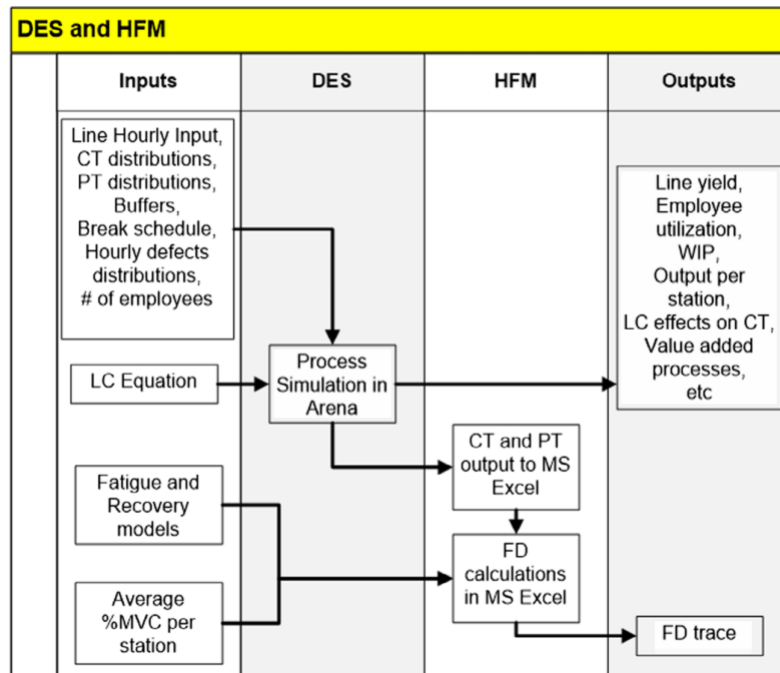 DES and HFM
Inputs
DES
HFM
Outputs
Line Hourly Input,
CT distributions,
PT distributions,
Buffers,
Break schedule,
Hourly defects
distributions,
# of employees
Line yield,
Employee
utilization,
WIP,
Output per
station,
LC effects on CT,
Value added
processes,
etc
LC Equation
Process
Simulation in
Arena
CT and PT
output to MS
Excel
Fatigue and
Recovery
models
FD
calculations
in MS Excel
Average
%MVC per
station
FD trace